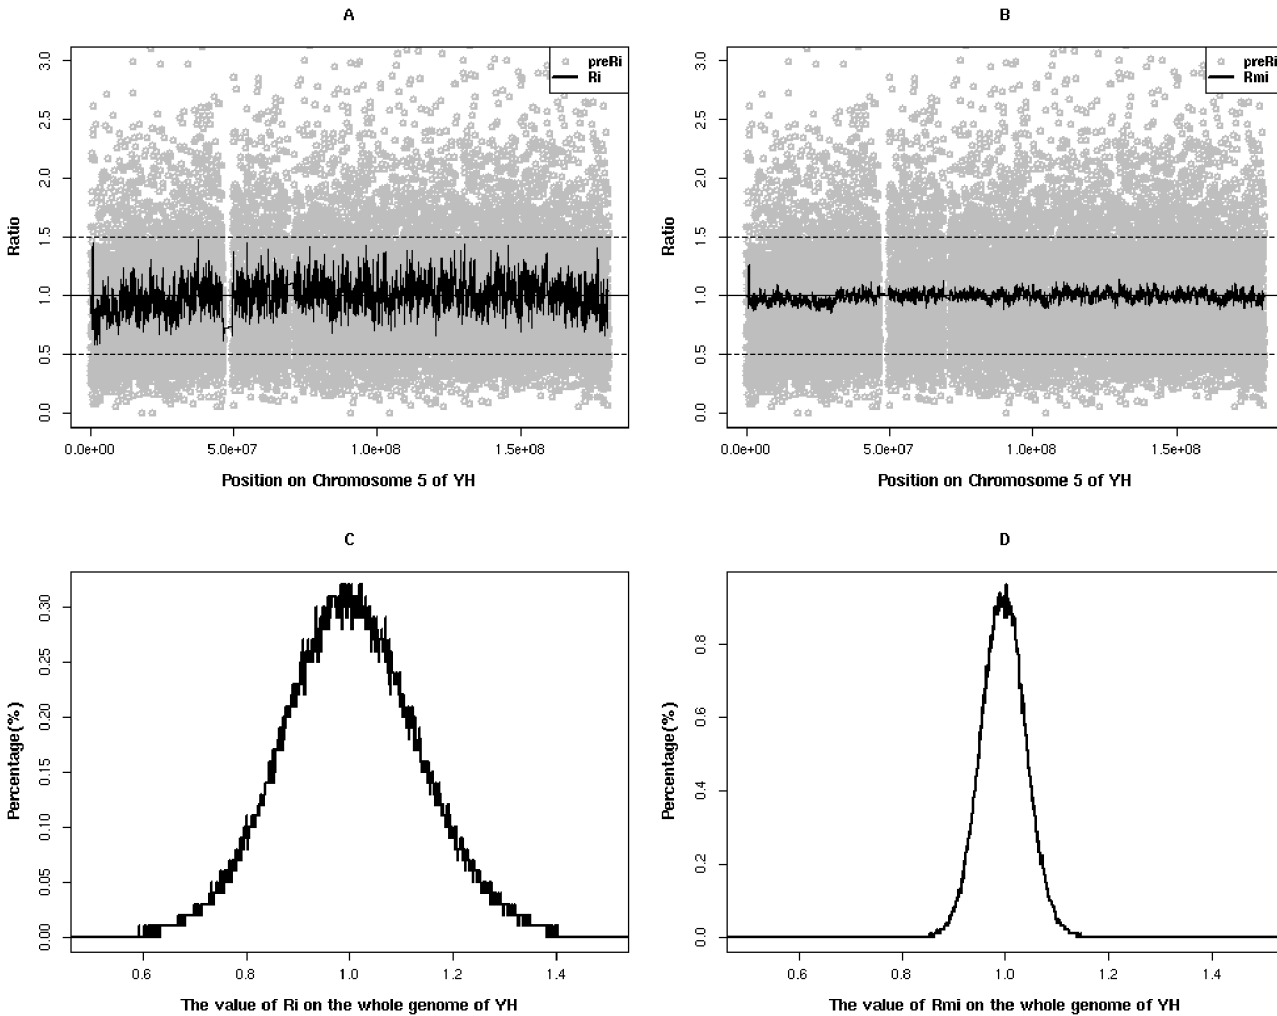 A
preRi
Ri
Ratio
0.0
0.5
1.0
1.5
2.0
2.5
3.0
0.0e+00
5.0e+07
1.0e+08
1.5e+08
Position on Chromosome 5 of YH
B
preRi
Rmi
Ratio
0.0
0.5
1.0
1.5
2.0
2.5
3.0
0.0e+00
5.0e+07
1.0e+08
1.5e+08
Position on Chromosome 5 of YH
C
Percentage(%)
0.00
0.05
0.10
0.15
0.20
0.25
0.30
0.6
0.8
1.0
1.2
1.4
The value of Ri on the whole genome of YH
D
Percentage(%)
0.0
0.2
0.4
0.6
0.8
0.6
0.8
1.0
1.2
1.4
The value of Rmi on the whole genome of YH